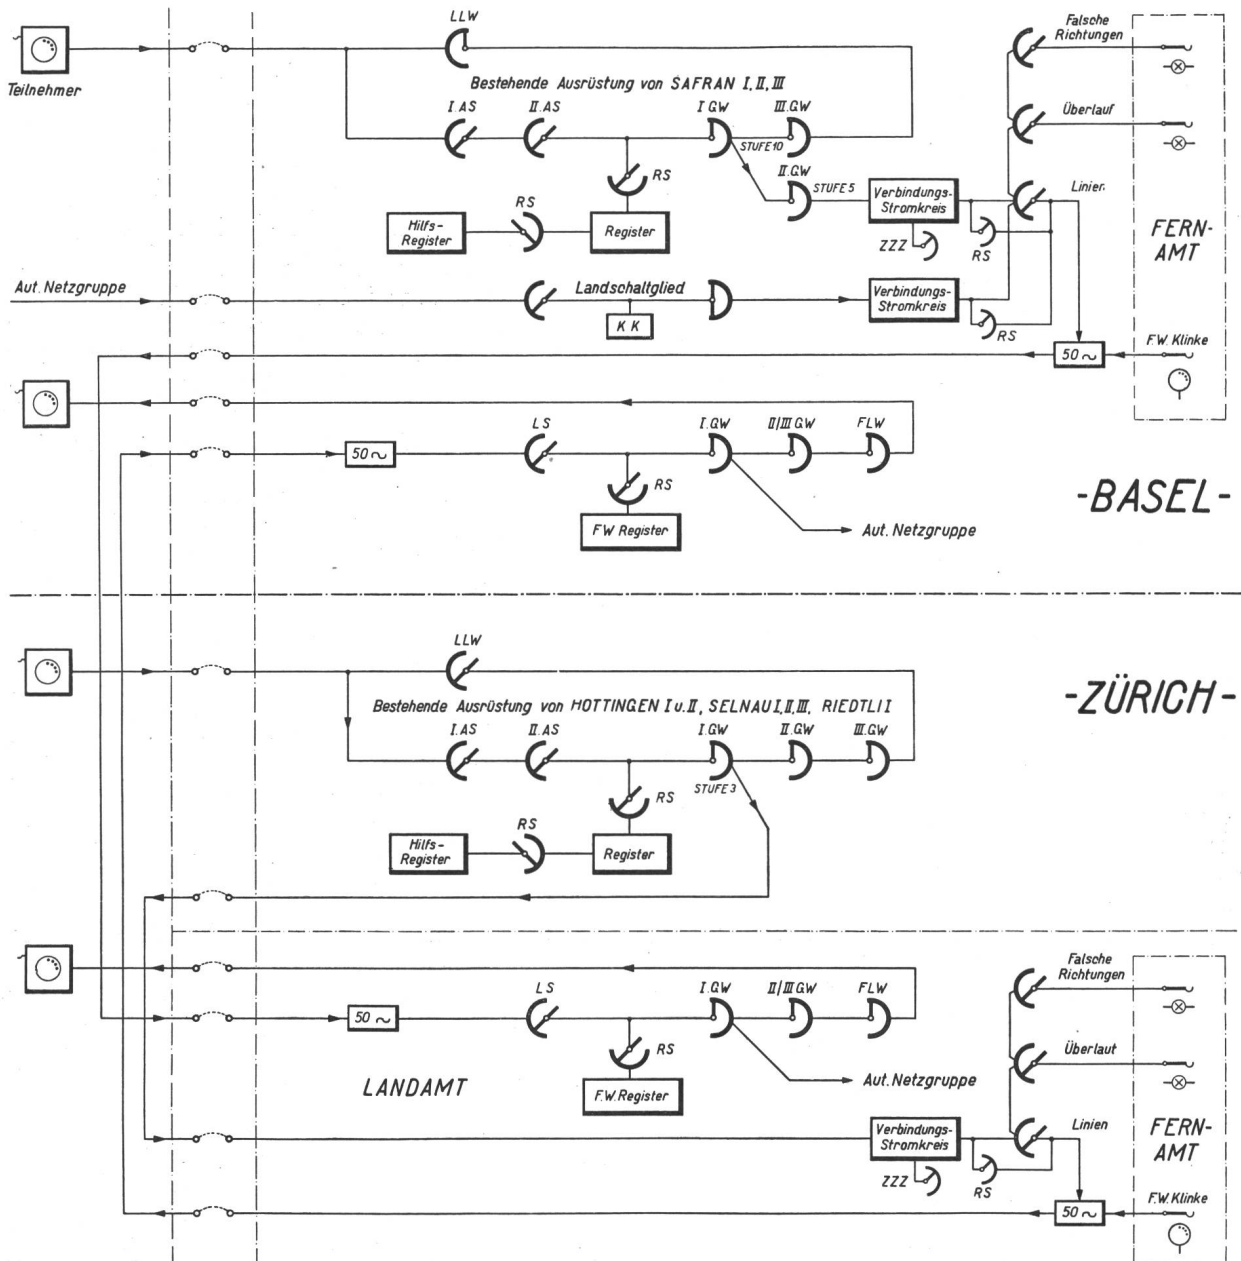 LLW
Falsche
Richtungen
Teilnehmer
Bestehende Ausrüstung von SAFRAN I, II, III
I.AS
II.AS
I.GW
III.GW
Überlauf
STUFE 10
II.GW
STUFE 5
RS
RS
Hilfs-
Register
Register
Verbindungs-
Stromkreis
Linien
ZZZ
RS
FERN-
AMT
Aut. Netzgruppe
Landschaltglied
KK
Verbindungs-
Stromkreis
RS
F.W. Klinke
50 ~
LS
I.GW
II/III GW
FLW
50 ~
RS
FW Register
Aut. Netzgruppe
-BASEL-
LLW
-ZÜRICH-
Bestehende Ausrüstung von HOTTINGEN I u. II, SELNAU I, II, III, RIEDTLI I
I.AS
II.AS
I.GW
II.GW
III.GW
STUFE 3
RS
RS
Hilfs-
Register
Register
Falsche
Richtungen
LS
I.GW
II/III GW
FLW
50 ~
RS
Überlaut
LANDAMT
F.W. Register
Aut. Netzgruppe
Verbindungs-
Stromkreis
Linien
FERN-
AMT
ZZZ
RS
F.W. Klinke
50 ~